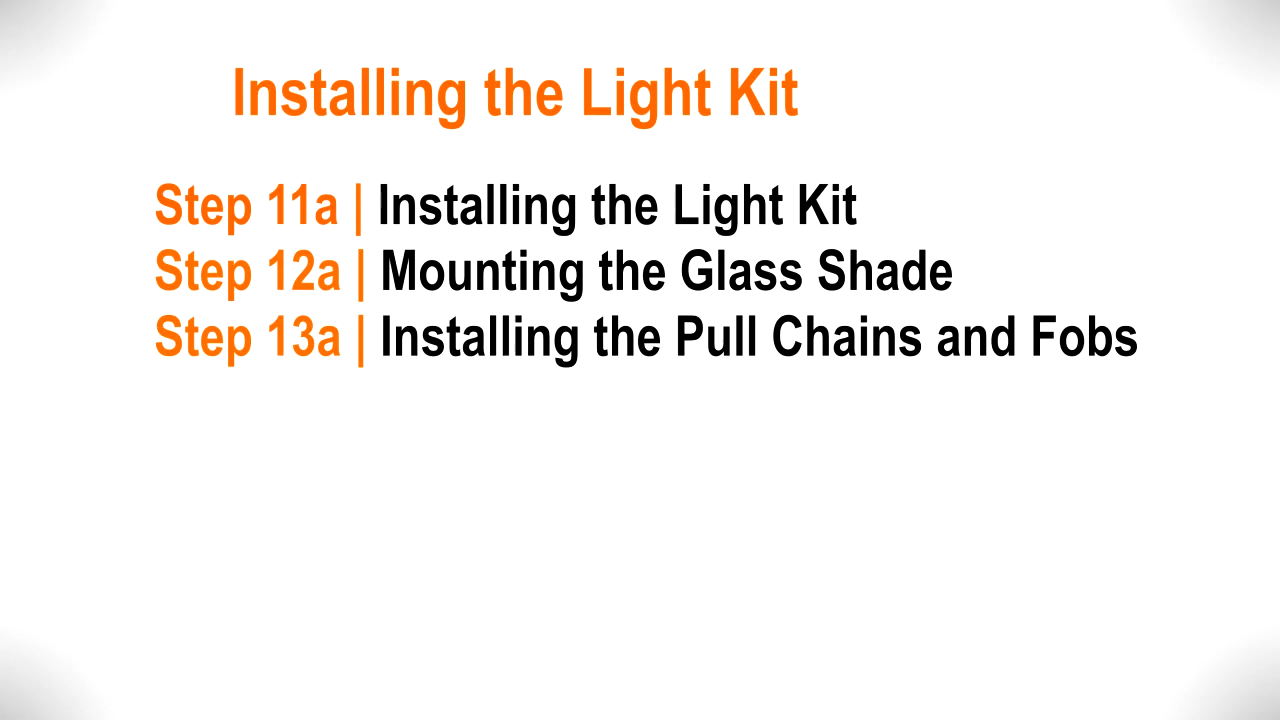 Installing the Light Kit
Step 11a | Installing the Light Kit
Step 12a | Mounting the Glass Shade
Step 13a | Installing the Pull Chains and Fobs